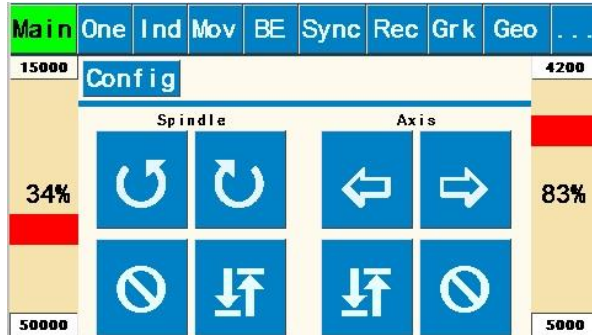 Main One Ind Mov BE Sync Rec Grk Geo ...
15000 Config 4200
Spindle Axis
34% 83%
50000 5000